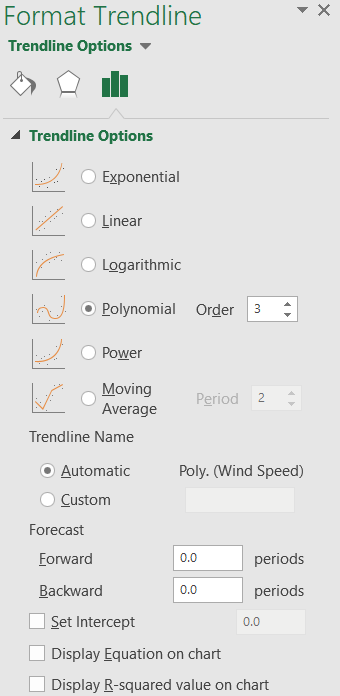 Format Trendline
Trendline Options
Trendline Options
Exponential
Linear
Logarithmic
Polynomial Order 3
Power
Moving
Average Period 2
Trendline Name
Automatic Poly. (Wind Speed)
Custom
Forecast
Forward 0.0 periods
Backward 0.0 periods
Set Intercept 0.0
Display Equation on chart
Display R-squared value on chart